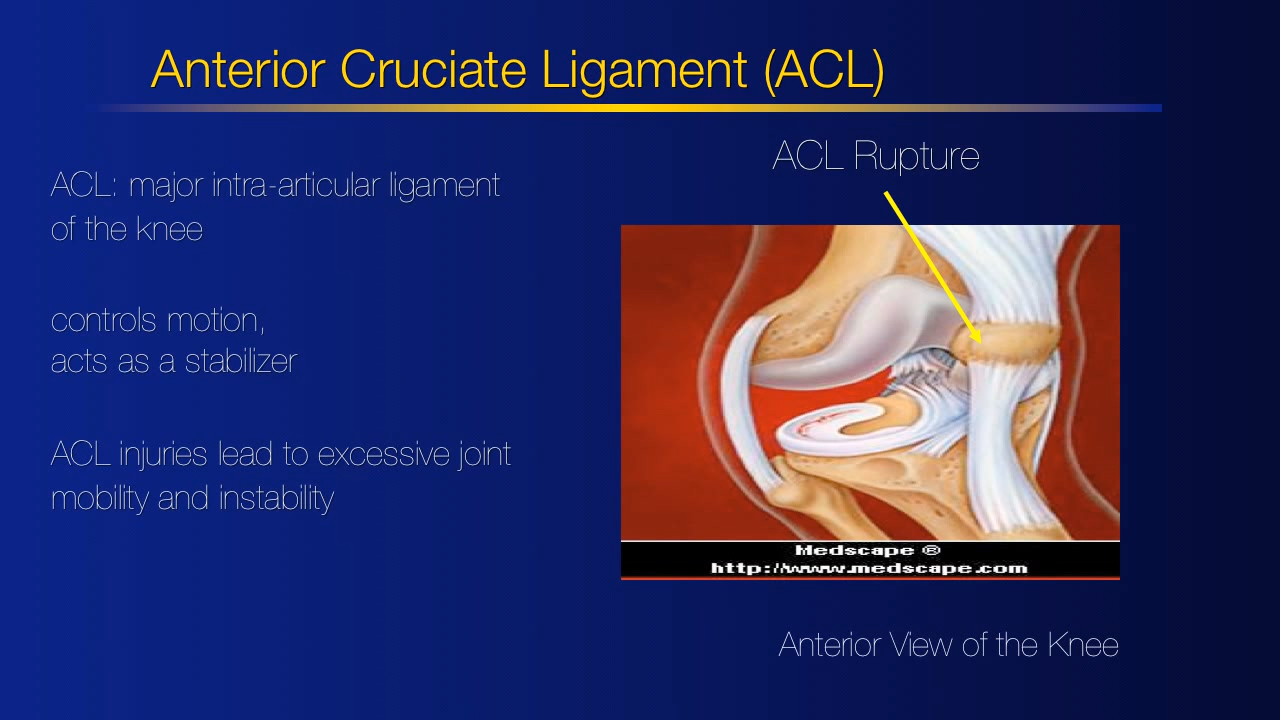 Anterior Cruciate Ligament (ACL)
ACL: major intra-articular ligament
of the knee
controls motion,
acts as a stabilizer
ACL injuries lead to excessive joint
mobility and instability
ACL Rupture
Medscape ®
http://www.medscape.com
Anterior View of the Knee